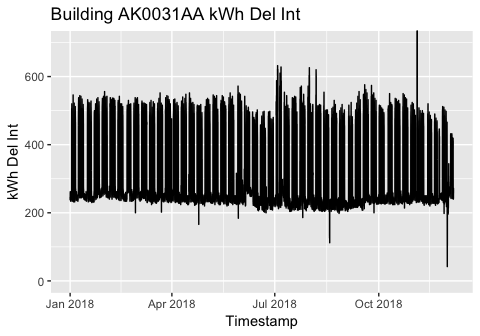 Building AK0031AA kWh Del Int
600
400
200
0
kWh Del Int
Jan 2018 Apr 2018 Jul 2018 Oct 2018
Timestamp